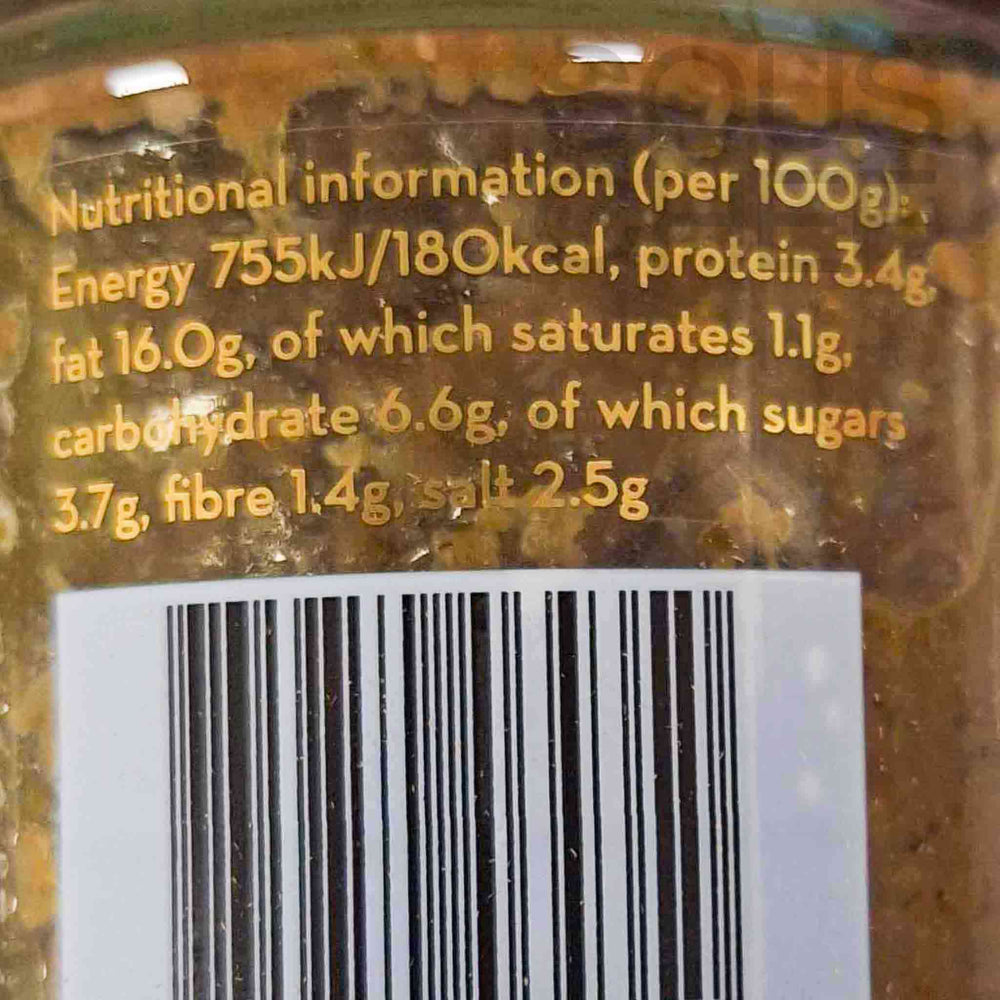 SOUS
Nutritional information (per 100g):
Energy 755kJ/180kcal, protein 3.4g,
fat 16.0g, of which saturates 1.1g,
carbohydrate 6.6g, of which sugars
3.7g, fibre 1.4g, salt 2.5g